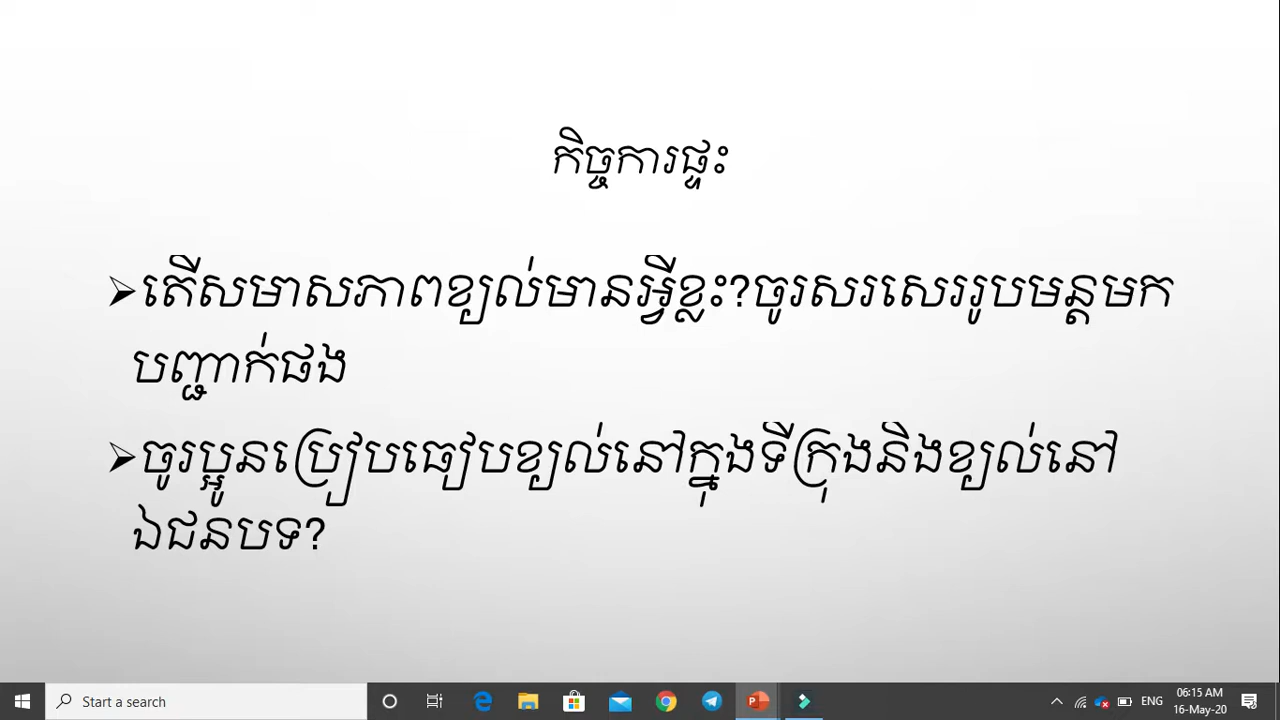 កិច្ចការផ្ទះ
➢តើសមាសភាពខ្យល់មានអ្វីខ្លះ?ចូរសរសេររូបមន្តមក
បញ្ជាក់ផង
➢ចូរប្អូនប្រៀបធៀបខ្យល់នៅក្នុងទីក្រុងនិងខ្យល់នៅ
ឯជនបទ?
Start a search
ENG
06:15 AM
16-May-20